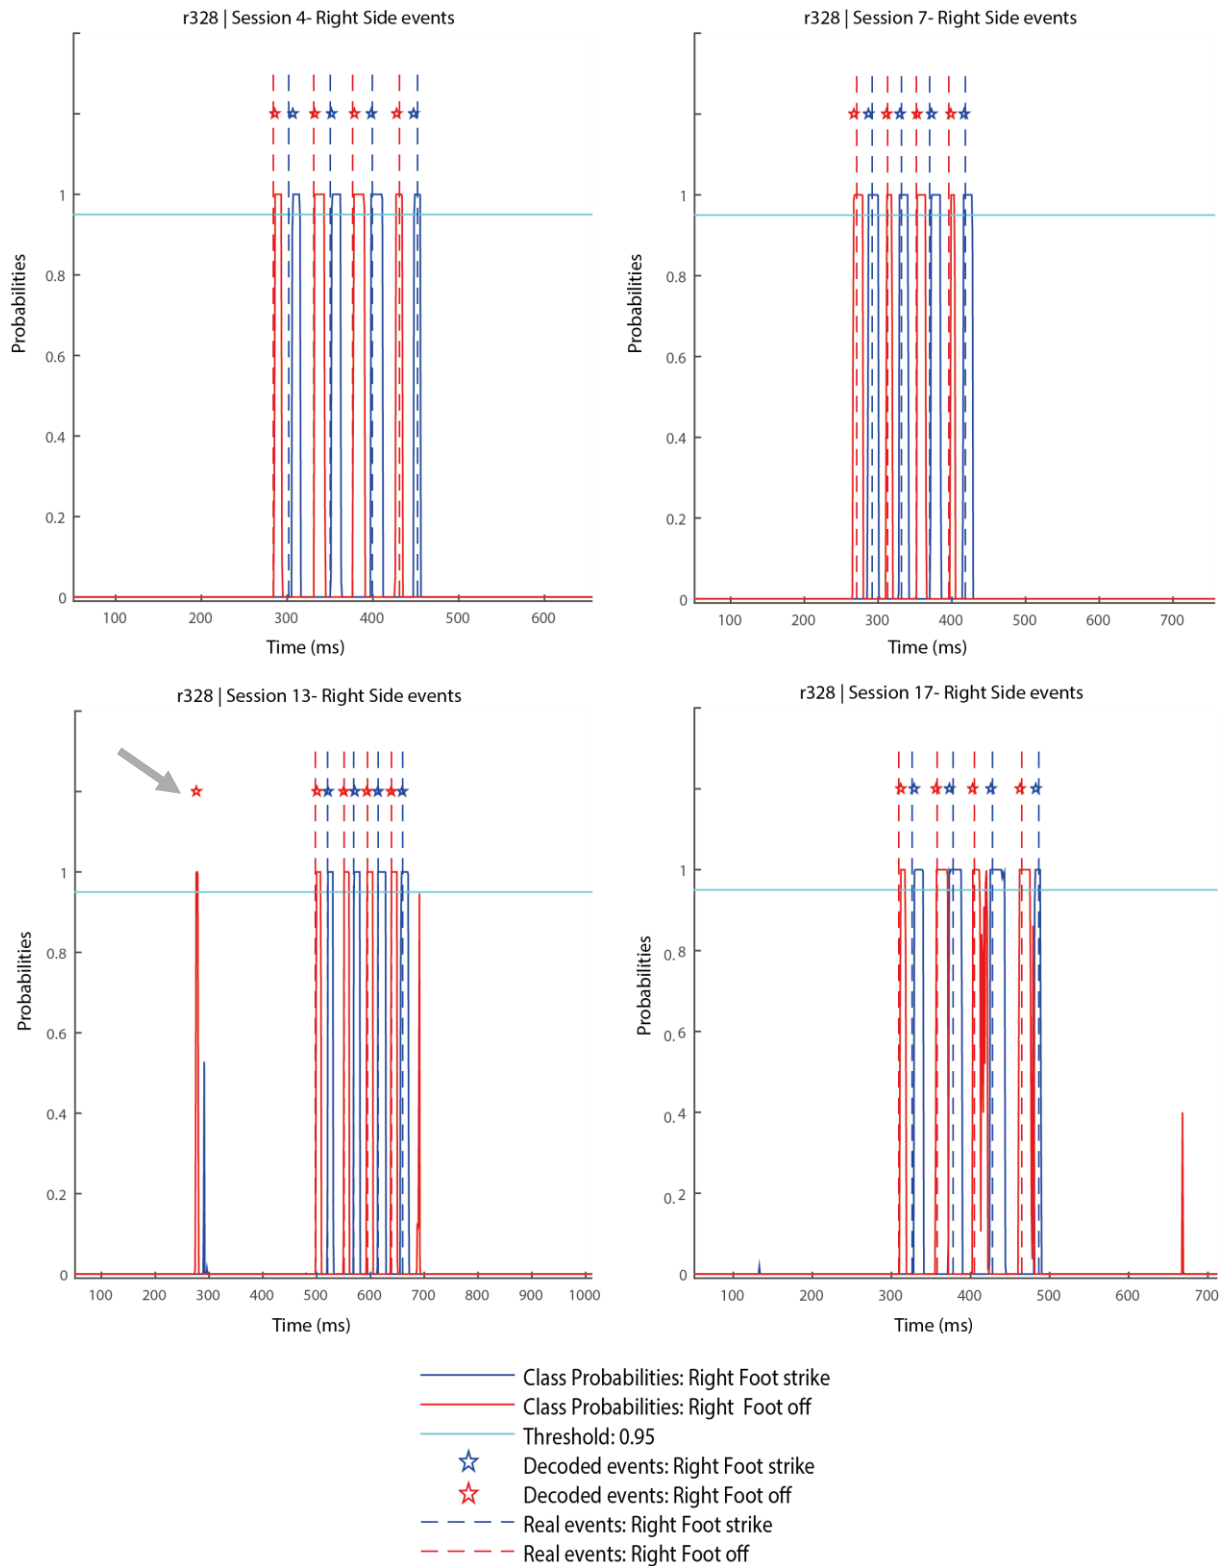 r328 | Session 4- Right Side events
1
0.8
0.6
0.4
0.2
0
Probabilities
100 200 300 400 500 600
Time (ms)
r328 | Session 7- Right Side events
1
0.8
0.6
0.4
0.2
0
Probabilities
100 200 300 400 500 600 700
Time (ms)
r328 | Session 13- Right Side events
1
0.8
0.6
0.4
0.2
0
Probabilities
100 200 300 400 500 600 700 800 900 1000
Time (ms)
r328 | Session 17- Right Side events
1
0.8
0.6
0.4
0.2
0
Probabilities
100 200 300 400 500 600 700
Time (ms)
Class Probabilities: Right Foot strike
Class Probabilities: Right Foot off
Threshold: 0.95
Decoded events: Right Foot strike
Decoded events: Right Foot off
Real events: Right Foot strike
Real events: Right Foot off